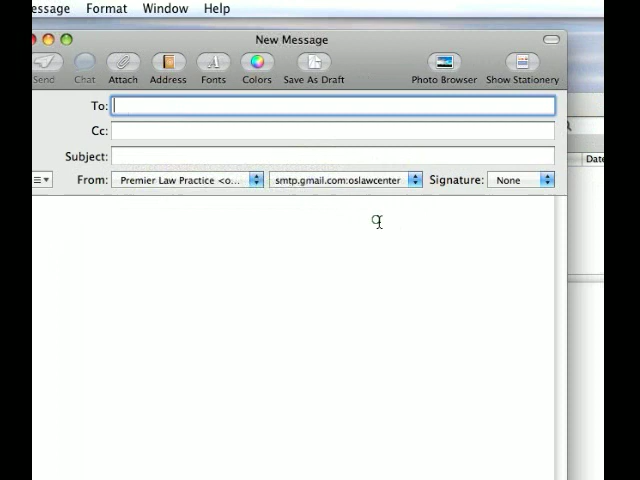 essage Format Window Help
New Message
Send Chat Attach Address Fonts Colors Save As Draft Photo Browser Show Stationery
To:
Cc:
Subject:
Date
From: Premier Law Practice <o... smtp.gmail.com:oslawcenter Signature: None